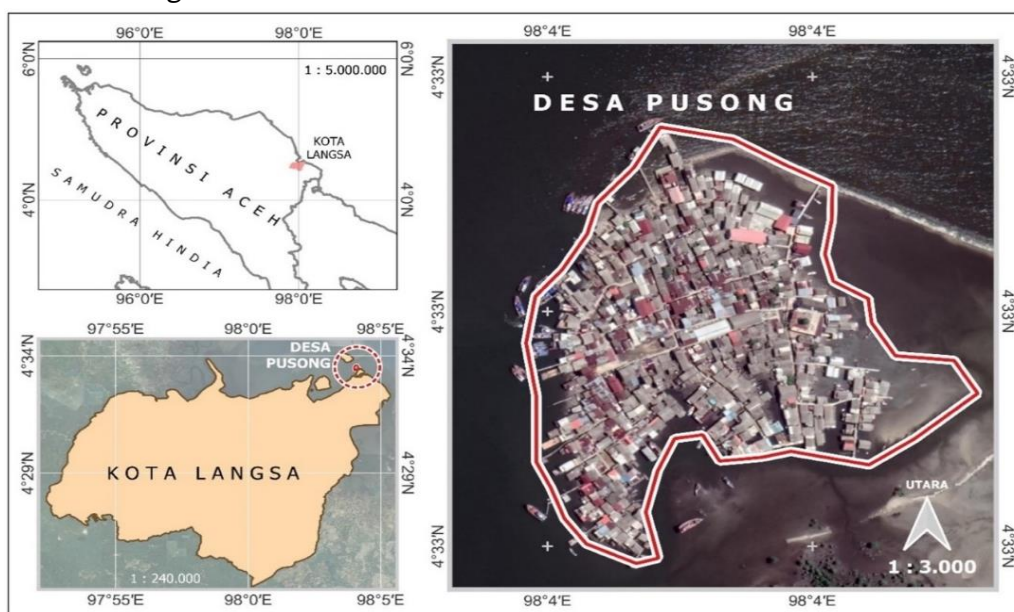 96°0'E 98°0'E
6°0'N
6°0'N
1 : 5.000.000
PROVINSI ACEH
KOTA
LANGSA
SAMUDRA HINDIA
4°0'N
4°0'N
96°0'E 98°0'E
97°55'E 98°0'E 98°5'E
4°34'N
4°34'N
DESA
PUSONG
KOTA LANGSA
4°29'N
4°29'N
1 : 240.000
97°55'E 98°0'E 98°5'E
98°4'E 98°4'E
4°33'N
4°33'N
DESA PUSONG
4°33'N
4°33'N
UTARA
4°33'N
4°33'N
1 : 3.000
98°4'E 98°4'E